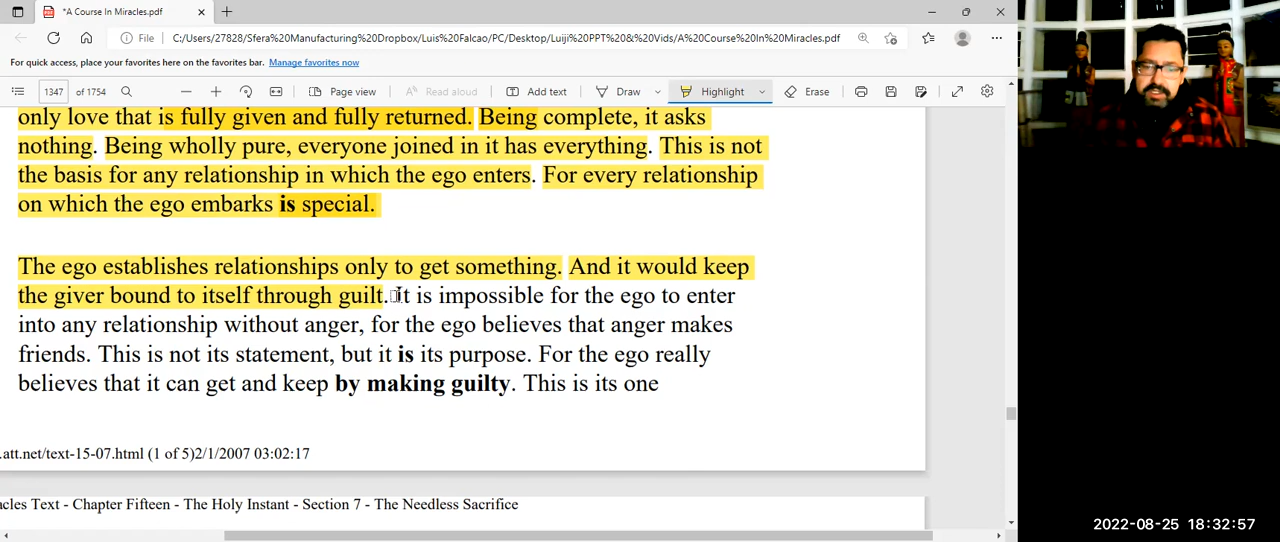 *A Course In Miracles.pdf
File C:/Users/27828/Sfera%20Manufacturing%20Dropbox/Luis%20Falcao/PC/Desktop/Luiji%20PPT%20&%20Vids/A%20Course%20In%20Miracles.pdf
For quick access, place your favorites here on the favorites bar. Manage favorites now
1347 of 1754 Page view Read aloud Add text Draw Highlight Erase
only love that is fully given and fully returned. Being complete, it asks
nothing. Being wholly pure, everyone joined in it has everything. This is not
the basis for any relationship in which the ego enters. For every relationship
on which the ego embarks is special.
The ego establishes relationships only to get something. And it would keep
the giver bound to itself through guilt. It is impossible for the ego to enter
into any relationship without anger, for the ego believes that anger makes
friends. This is not its statement, but it is its purpose. For the ego really
believes that it can get and keep by making guilty. This is its one
.att.net/text-15-07.html (1 of 5)2/1/2007 03:02:17
acles Text - Chapter Fifteen - The Holy Instant - Section 7 - The Needless Sacrifice
2022-08-25 18:32:57